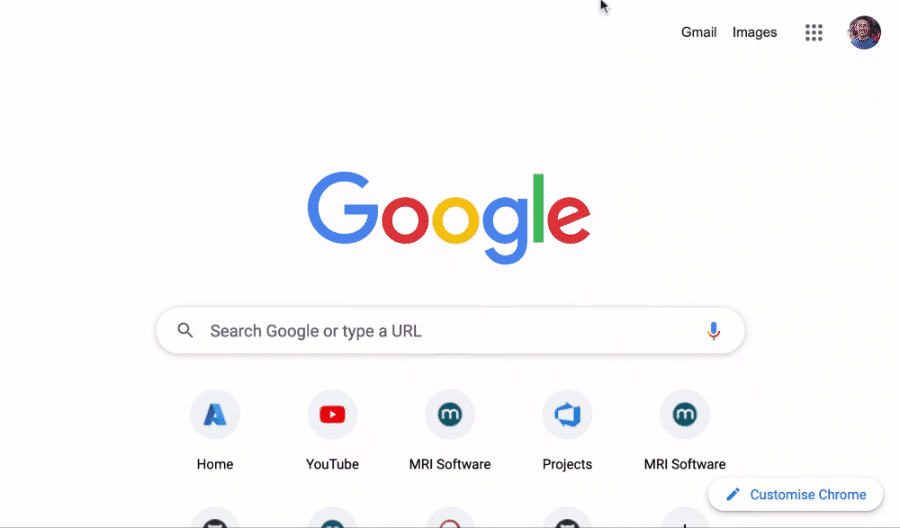 Gmail Images
Google
Search Google or type a URL
Home YouTube MRI Software Projects MRI Software
Customise Chrome